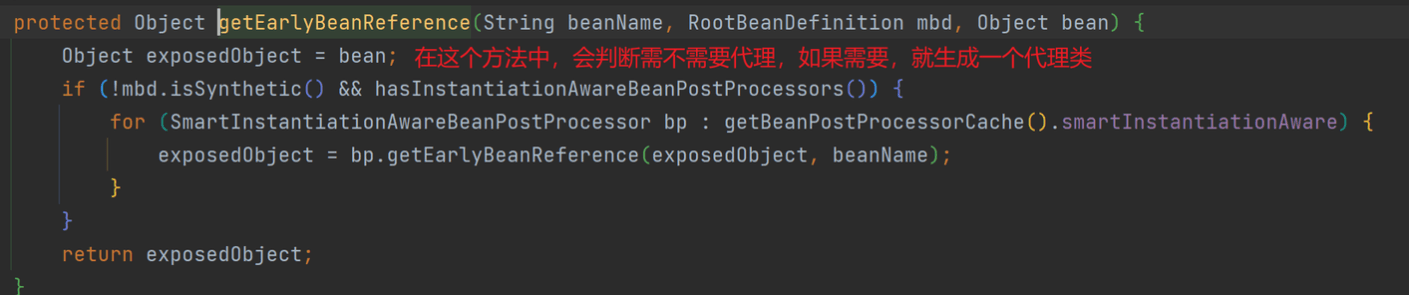 protected Object getEarlyBeanReference(String beanName, RootBeanDefinition mbd, Object bean) {
Object exposedObject = bean; 在这个方法中，会判断需不需要代理，如果需要，就生成一个代理类
if (!mbd.isSynthetic() && hasInstantiationAwareBeanPostProcessors()) {
for (SmartInstantiationAwareBeanPostProcessor bp : getBeanPostProcessorCache().smartInstantiationAware) {
exposedObject = bp.getEarlyBeanReference(exposedObject, beanName);
}
}
return exposedObject;
}